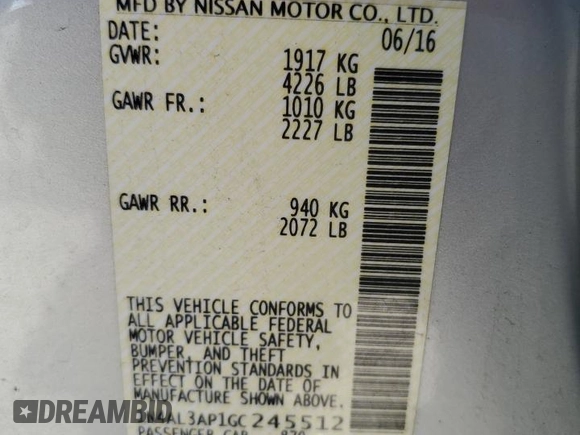 MFD BY NISSAN MOTOR CO., LTD.
DATE: 06/16
GVWR: 1917 KG
4226 LB
GAWR FR.: 1010 KG
2227 LB
GAWR RR.: 940 KG
2072 LB
THIS VEHICLE CONFORMS TO
ALL APPLICABLE FEDERAL
MOTOR VEHICLE SAFETY,
BUMPER, AND THEFT
PREVENTION STANDARDS IN
EFFECT ON THE DATE OF
MANUFACTURE SHOWN ABOVE.
AL3AP1GC245512
PASSENGER CAR
DREAMBID